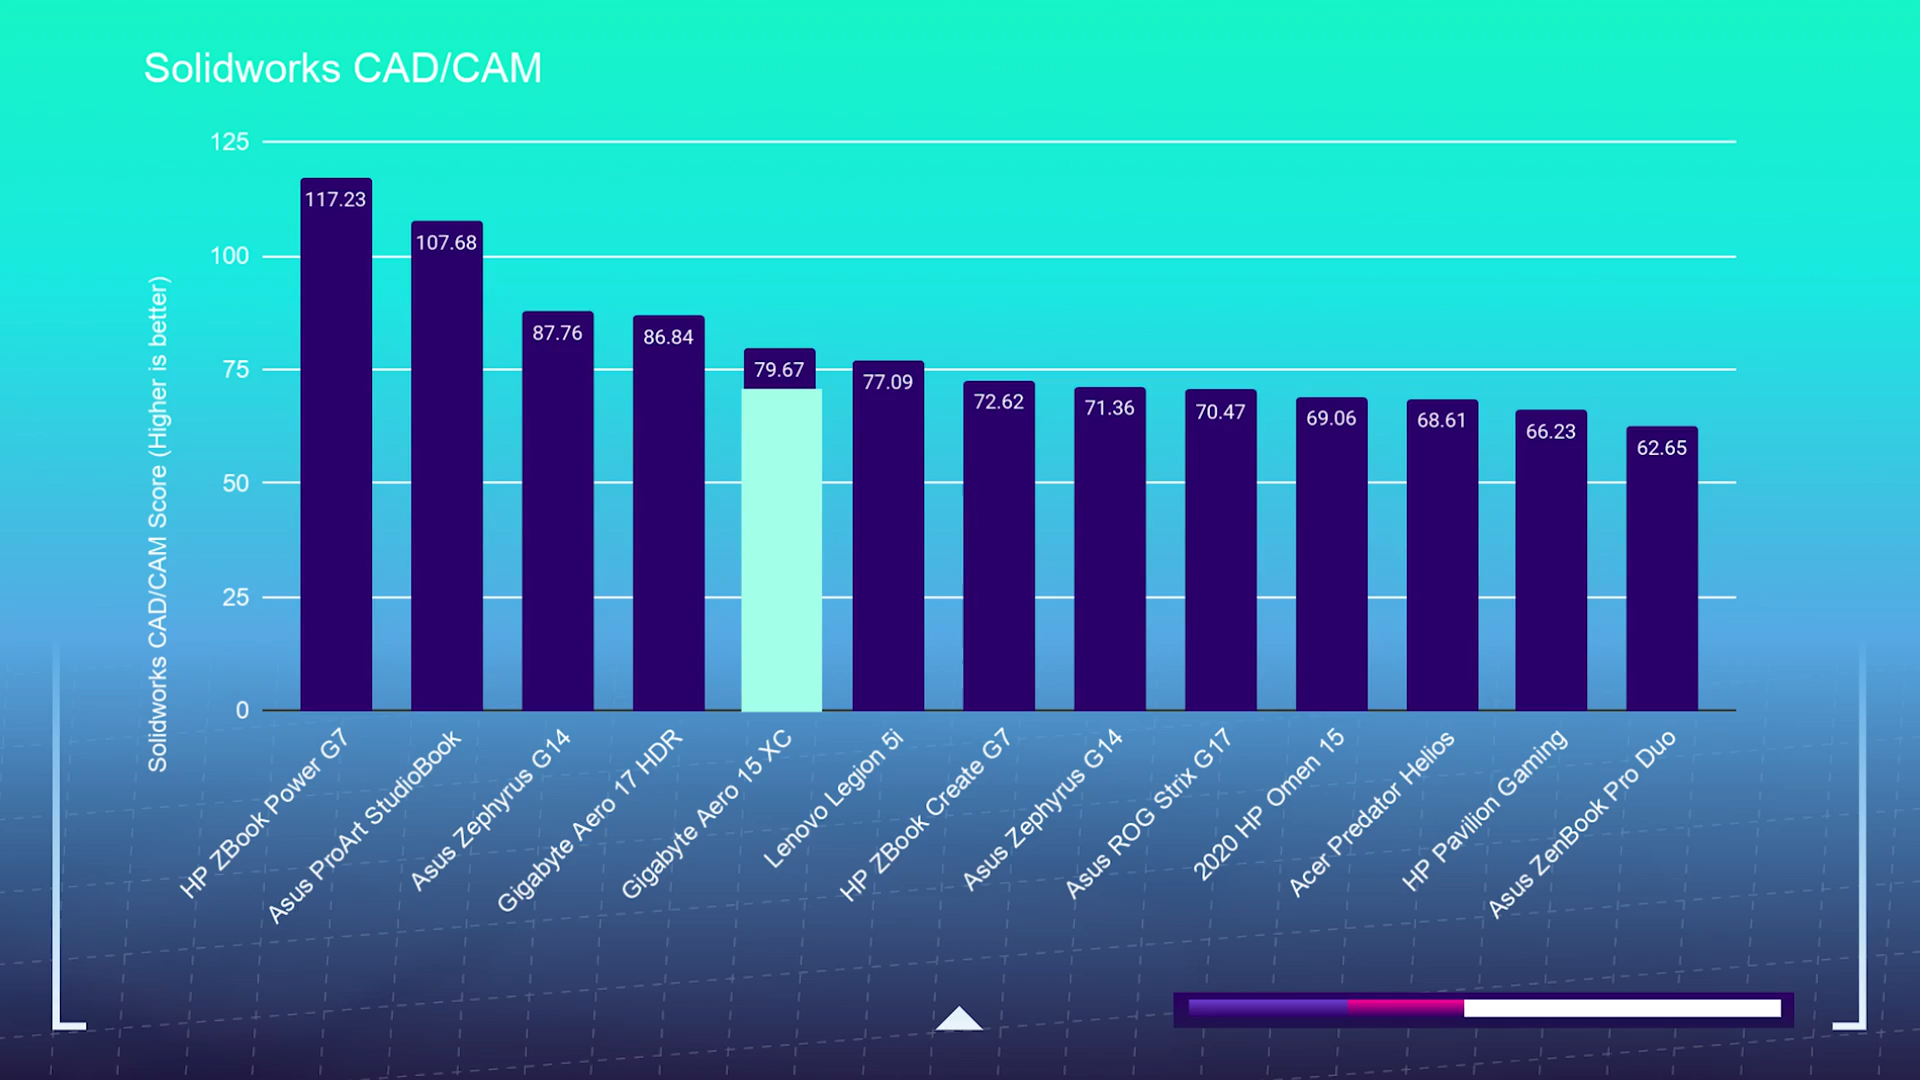 Solidworks CAD/CAM
Solidworks CAD/CAM Score (Higher is better)
125
100
75
50
25
0
117.23
107.68
87.76
86.84
79.67
77.09
72.62
71.36
70.47
69.06
68.61
66.23
62.65
HP ZBook Power G7
Asus ProArt StudioBook
Asus Zephyrus G14
Gigabyte Aero 17 HDR
Gigabyte Aero 15 XC
Lenovo Legion 5i
HP ZBook Create G7
Asus Zephyrus G14
Asus ROG Strix G17
2020 HP Omen 15
Acer Predator Helios
HP Pavilion Gaming
Asus ZenBook Pro Duo